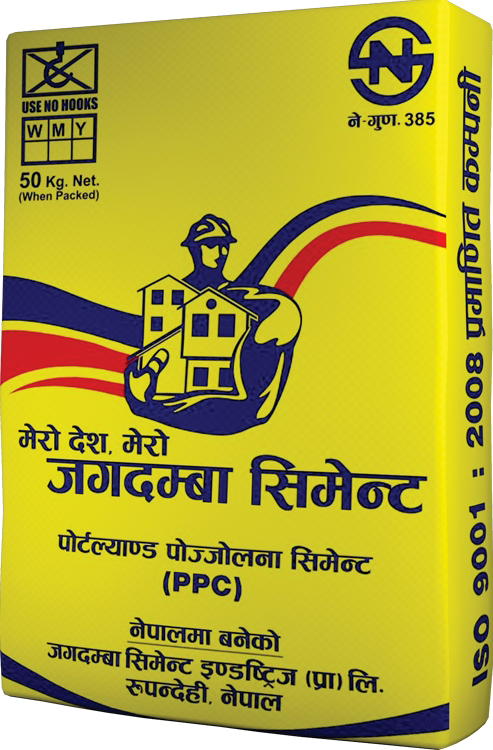 USE NO HOOKS
W M Y
50 Kg. Net.
(When Packed)
NS
ने-गुण. 385
मेरो देश, मेरो
जगदम्बा सिमेन्ट
पोर्टल्याण्ड पोज्जोलना सिमेन्ट
(PPC)
नेपालमा बनेको
जगदम्बा सिमेन्ट इण्डष्ट्रिज (प्रा) लि.
रुपन्देही, नेपाल
ISO 9001 : 2008 प्रमाणित कम्पनी